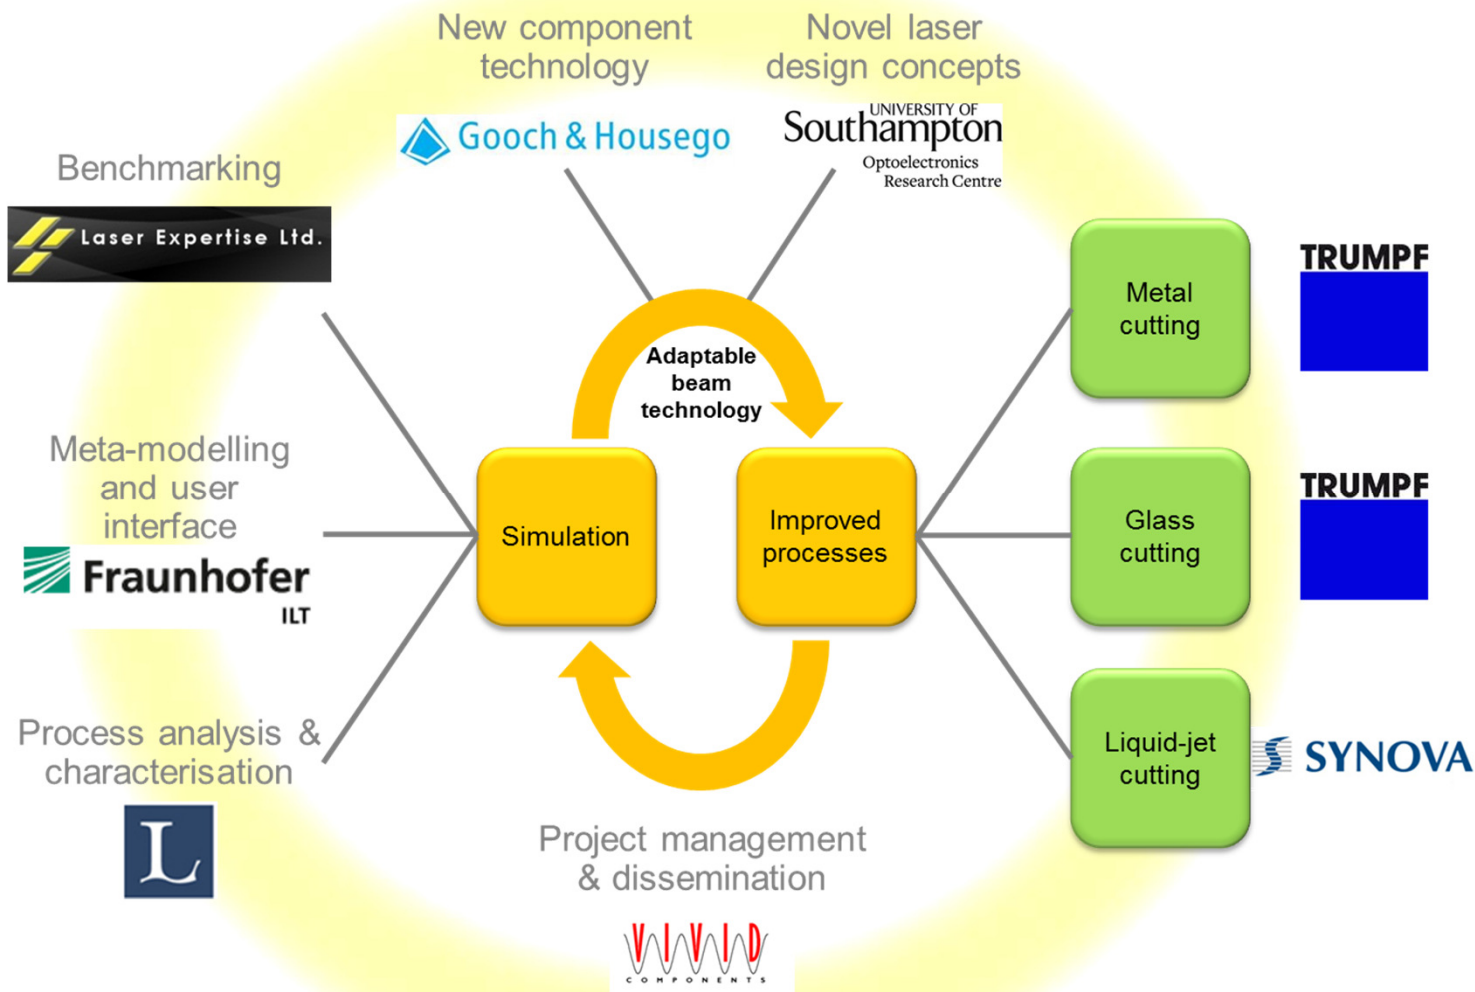 New component
technology
Gooch & Housego
Novel laser
design concepts
UNIVERSITY OF
Southampton
Optoelectronics
Research Centre
Benchmarking
Laser Expertise Ltd.
Meta-modelling
and user
interface
Fraunhofer
ILT
Process analysis &
characterisation
L
Adaptable
beam
technology
Simulation
Improved
processes
Metal
cutting
TRUMPF
Glass
cutting
TRUMPF
Liquid-jet
cutting
SYNOVA
Project management
& dissemination
VIVID
COMPONENTS